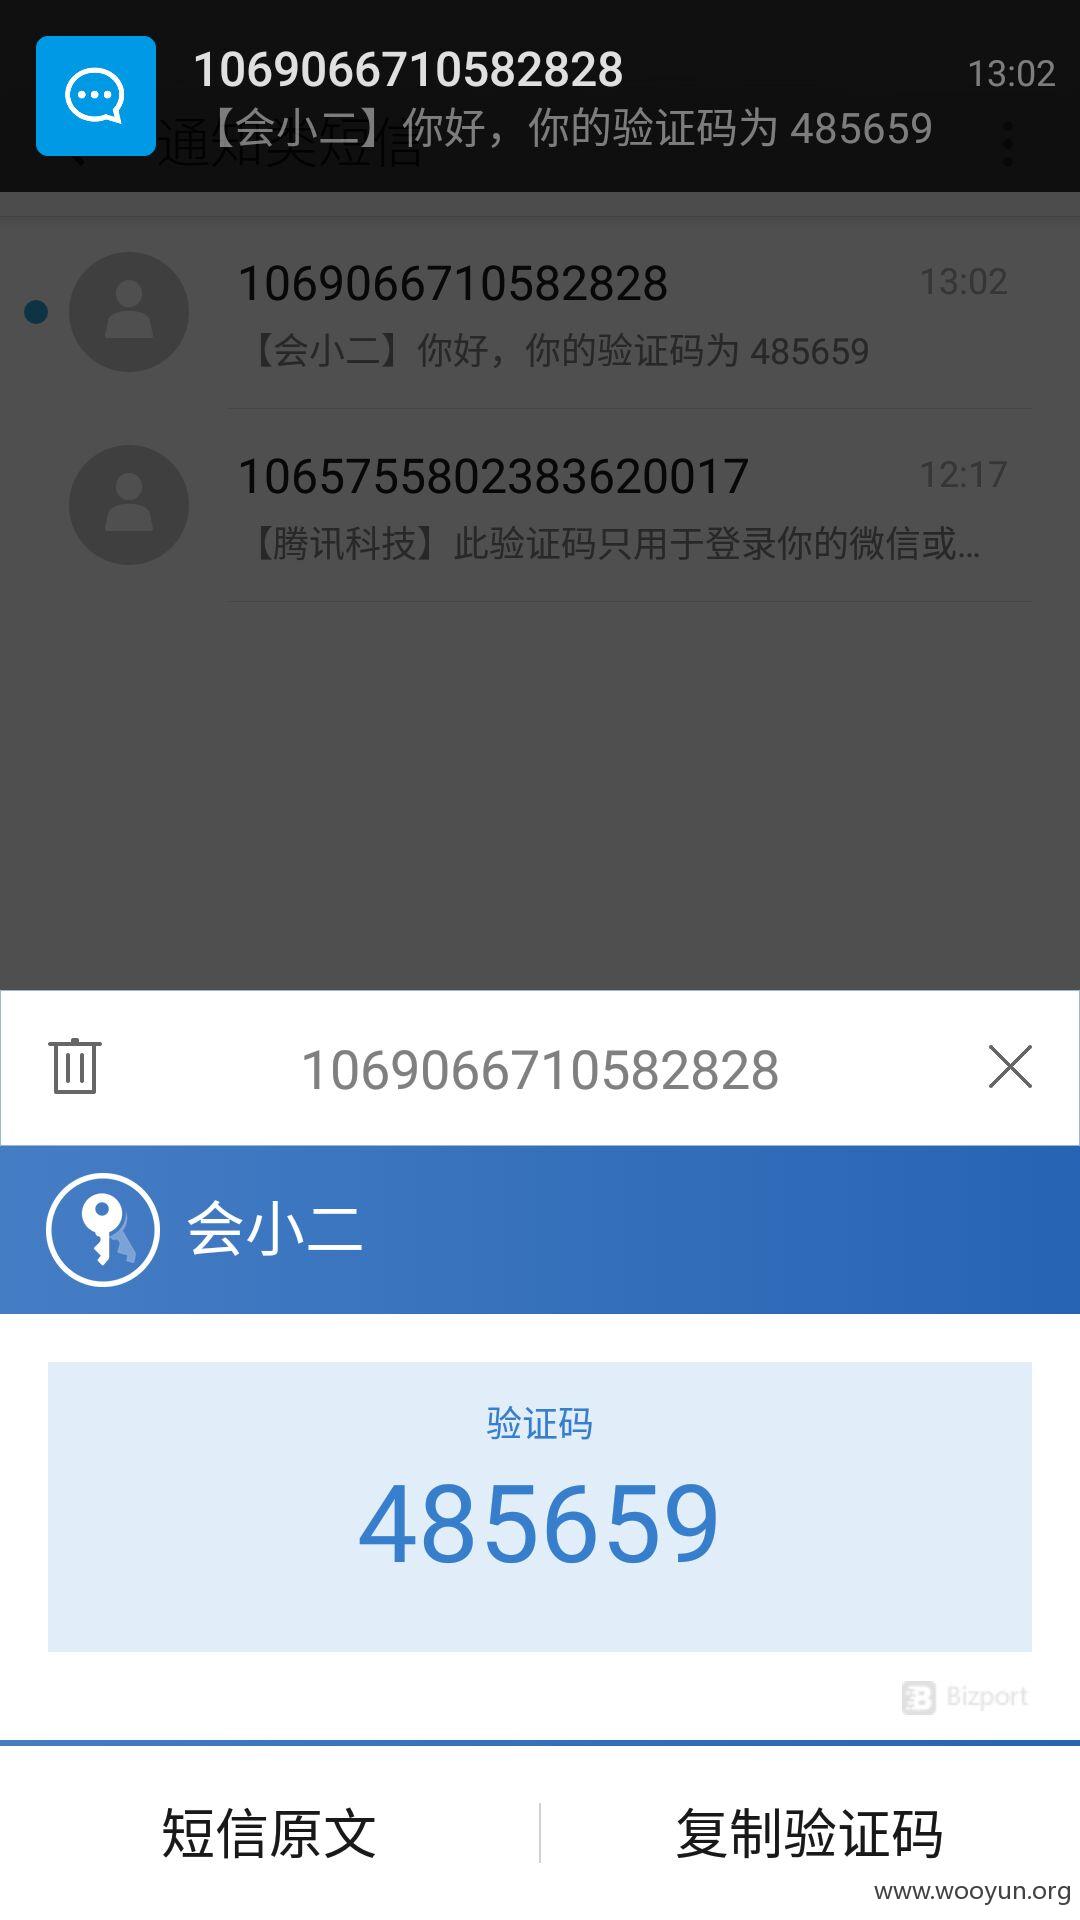 1069066710582828 13:02
【会小二】你好，你的验证码为 485659
通知类短信
1069066710582828 13:02
【会小二】你好，你的验证码为 485659
1065755802383620017 12:17
【腾讯科技】此验证码只用于登录你的微信或...
1069066710582828
会小二
验证码
485659
Bizport
短信原文 复制验证码
www.wooyun.org